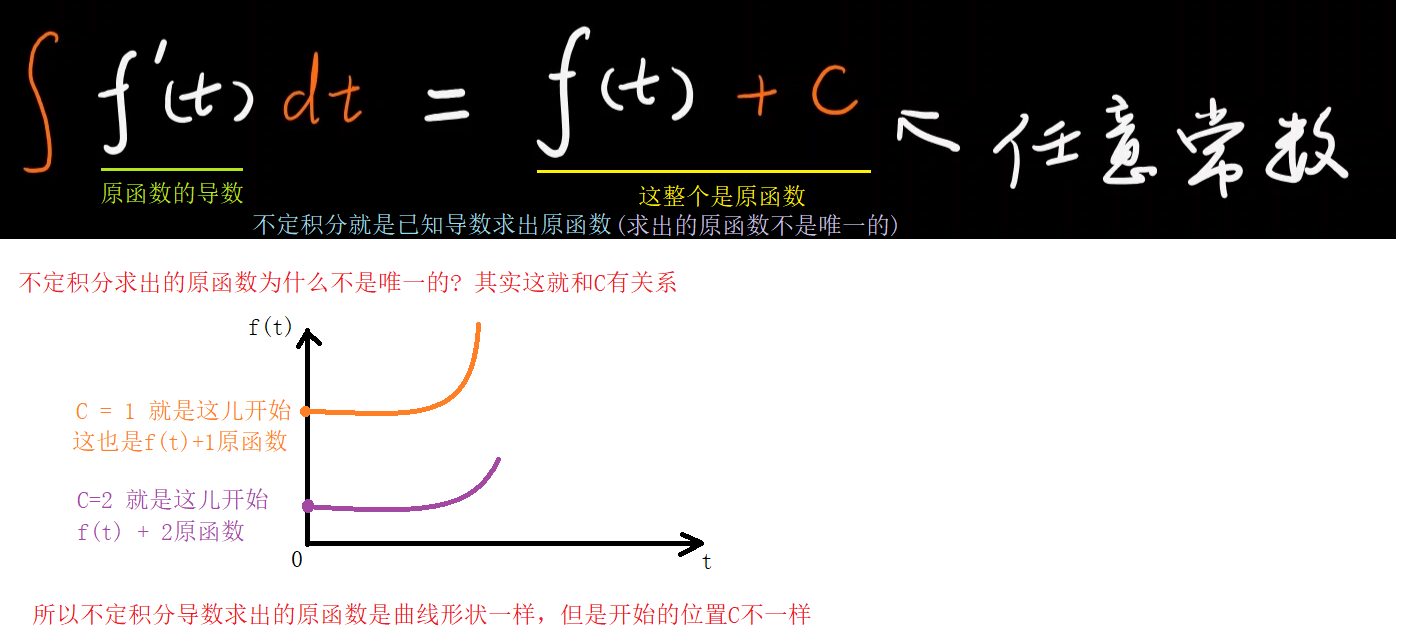 ∫ f'(t) dt = f(t) + C ↖ 任意常数
原函数的导数
这整个是原函数
不定积分就是已知导数求出原函数(求出的原函数不是唯一的)
不定积分求出的原函数为什么不是唯一的? 其实这就和C有关系
f(t)
C = 1 就是这儿开始
这也是f(t)+1原函数
C=2 就是这儿开始
f(t) + 2原函数
0
t
所以不定积分导数求出的原函数是曲线形状一样，但是开始的位置C不一样